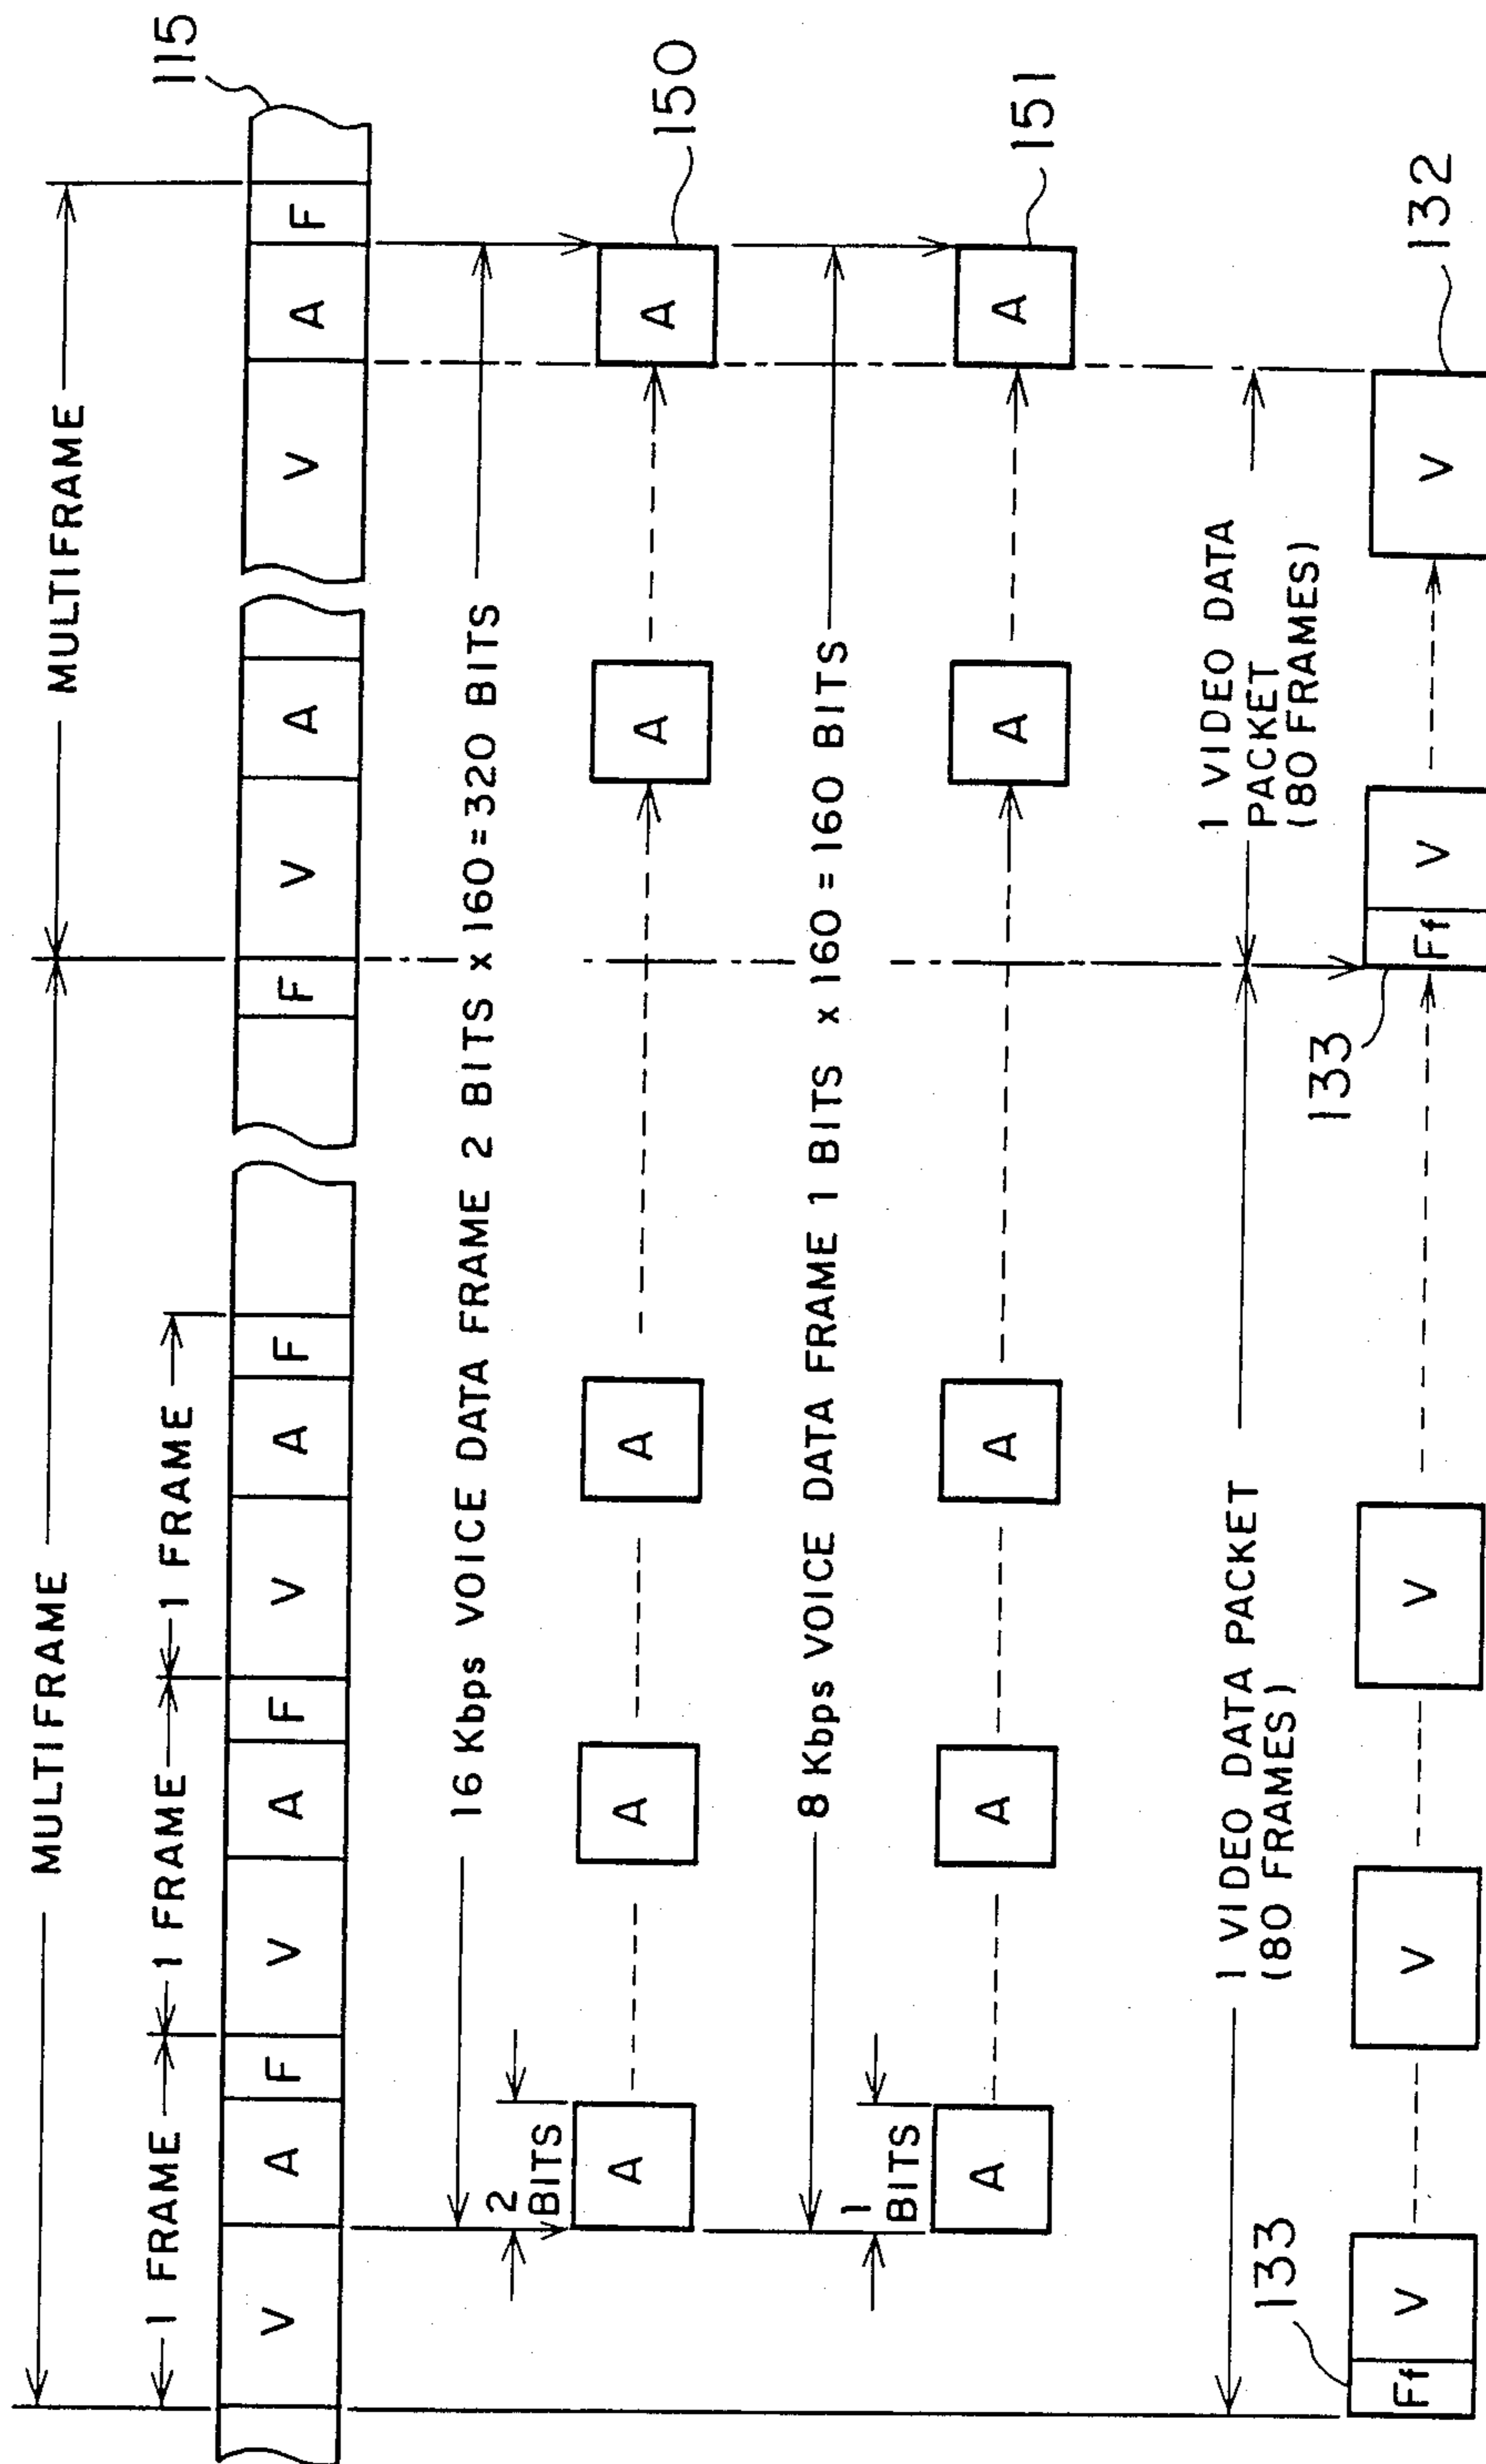 MULTIFRAME MULTIFRAME
1 FRAME 1 FRAME 1 FRAME
115
V A F V A F V A F F V A V A F
16 Kbps VOICE DATA FRAME 2 BITS x160=320 BITS
2
BITS
A A A A A
150
8 Kbps VOICE DATA FRAME 1 BITS x160=160 BITS
1
BITS
A A A A A
151
1 VIDEO DATA PACKET
(80 FRAMES)
1 VIDEO DATA
PACKET
(80 FRAMES)
133 133 132
Ff V V V Ff V V